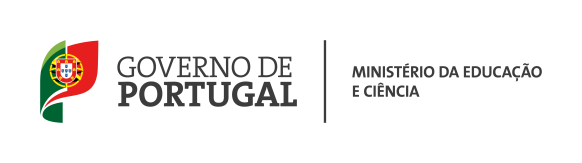 GOVERNO DE
PORTUGAL
MINISTÉRIO DA EDUCAÇÃO
E CIÊNCIA